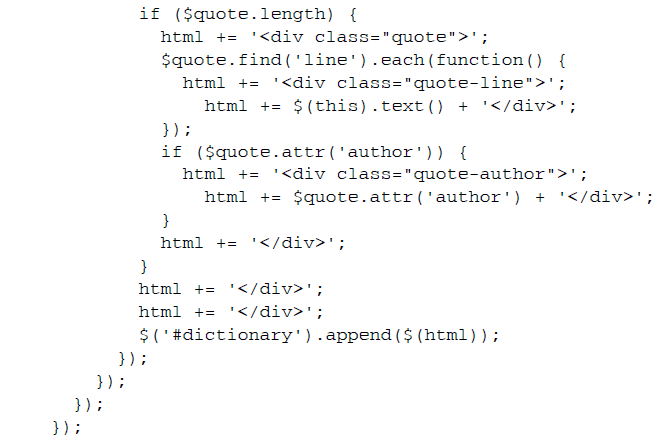 if ($quote.length) {
html += '<div class="quote">';
$quote.find('line').each(function() {
html += '<div class="quote-line">';
html += $(this).text() + '</div>';
});
if ($quote.attr('author')) {
html += '<div class="quote-author">';
html += $quote.attr('author') + '</div>';
}
html += '</div>';
}
html += '</div>';
html += '</div>';
$('#dictionary').append($(html));
});
});
});
});